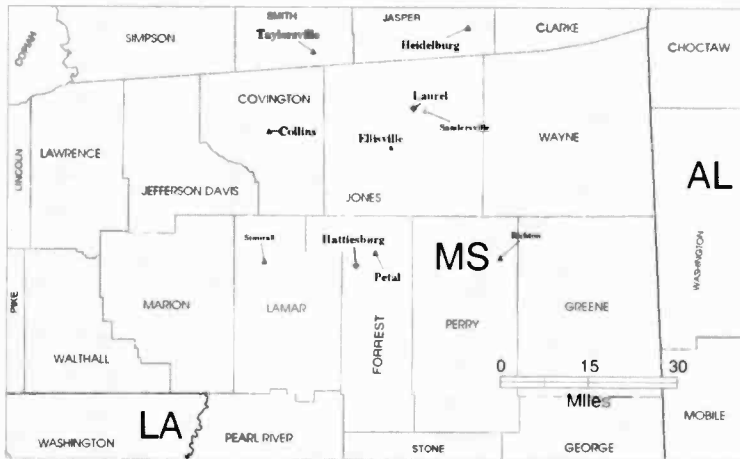 SMITH
JASPER
COPIAH
SIMPSON
Taylorsville
Heidelburg
CLARKE
CHOCTAW
COVINGTON
Laurel
Sandersville
Collins
Ellisville
WAYNE
LINCOLN
LAWRENCE
JEFFERSON DAVIS
JONES
AL
Sumrall
Hattiesburg
Petal
MS
Richton
WASHINGTON
PIKE
MARION
LAMAR
FORREST
PERRY
GREENE
WALTHALL
0 15 30
Miles
MOBILE
WASHINGTON
LA
PEARL RIVER
STONE
GEORGE